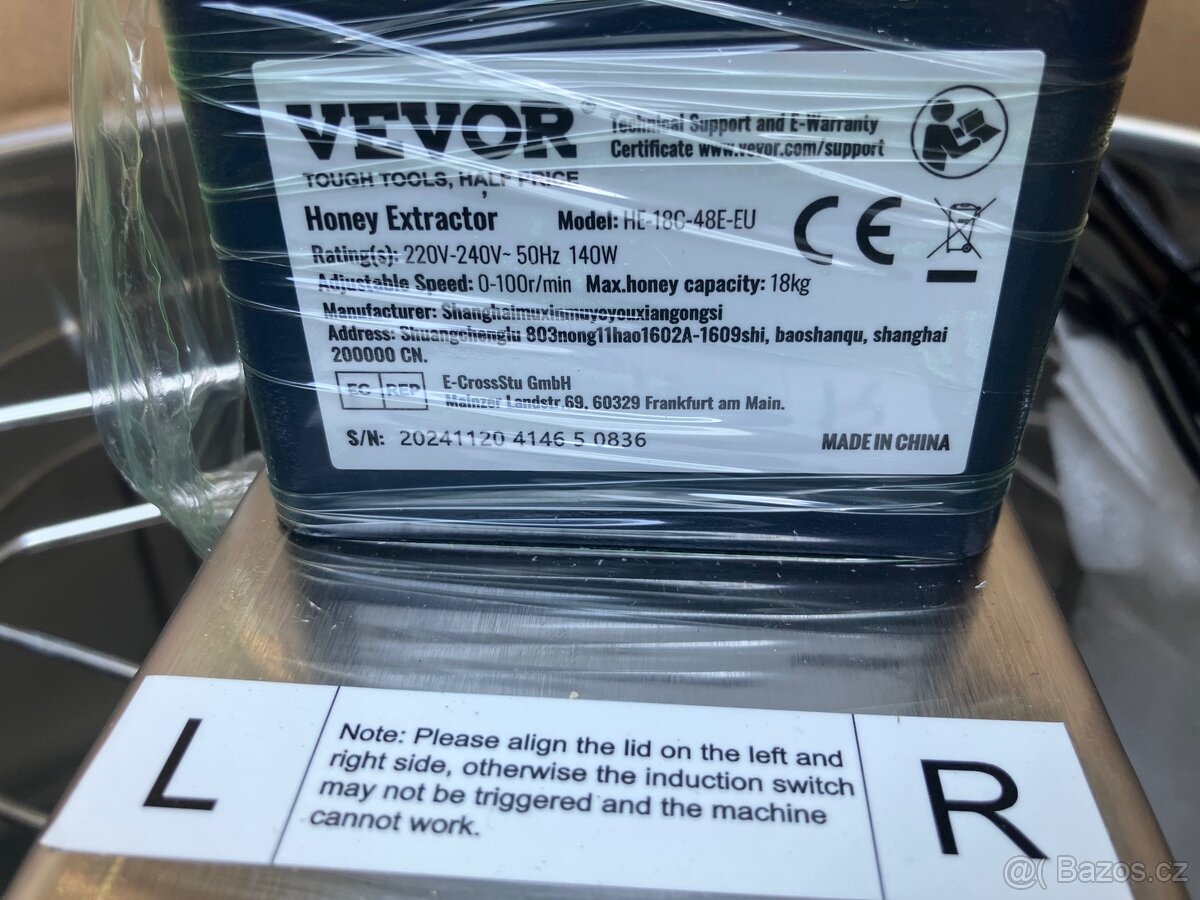 VEVOR®
TOUGH TOOLS, HALF PRICE
Technical Support and E-Warranty
Certificate www.vevor.com/support
Honey Extractor
Model: HE-18C-48E-EU
Rating(s): 220V-240V~ 50Hz 140W
Adjustable Speed: 0-100r/min Max.honey capacity: 18kg
Manufacturer: Shanghaimuxinmuyeyouxiangongsi
Address: Shuangchenglu 803nong11hao1602A-1609shi, baoshanqu, shanghai
200000 CN.
EC REP
E-CrossStu GmbH
Mainzer Landstr.69, 60329 Frankfurt am Main.
CE
S/N: 20241120 4146 5 0836
MADE IN CHINA
L
Note: Please align the lid on the left and
right side, otherwise the induction switch
may not be triggered and the machine
cannot work.
R
@( Bazos.cz